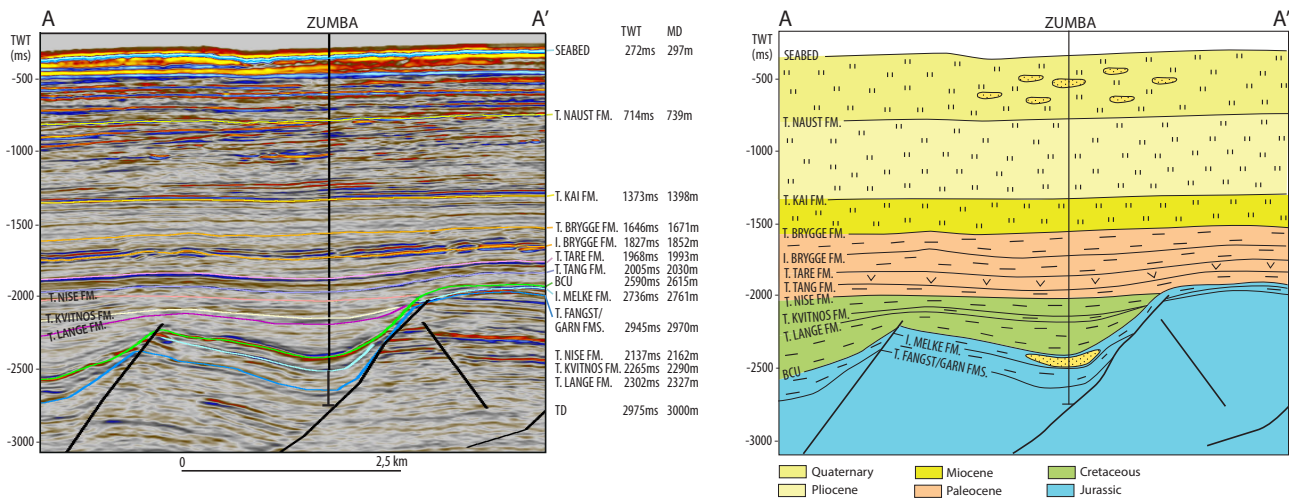 A
ZUMBA
A'
TWT
(ms)
TWT MD
SEABED 272ms 297m
-500
T. NAUST FM. 714ms 739m
-1000
T. KAI FM. 1373ms 1398m
-1500
T. BRYGGE FM. 1646ms 1671m
I. BRYGGE FM. 1827ms 1852m
T. TARE FM. 1968ms 1993m
T. TANG FM. 2005ms 2030m
BCU 2590ms 2615m
I. MELKE FM. 2736ms 2761m
T. FANGST/
GARN FMS. 2945ms 2970m
-2000
T. NISE FM.
T. KVITNOS FM.
T. LANGE FM.
T. NISE FM. 2137ms 2162m
T. KVITNOS FM. 2265ms 2290m
T. LANGE FM. 2302ms 2327m
-2500
TD 2975ms 3000m
-3000
0 2,5 km
A
ZUMBA
A'
TWT
(ms)
SEABED
-500
T. NAUST FM.
-1000
T. KAI FM.
-1500
T. BRYGGE FM.
I. BRYGGE FM.
T. TARE FM.
T. TANG FM.
-2000
T. NISE FM.
T. KVITNOS FM.
T. LANGE FM.
I. MELKE FM.
T. FANGST/GARN FMS.
-2500
BCU
-3000
Quaternary Miocene Cretaceous
Pliocene Paleocene Jurassic